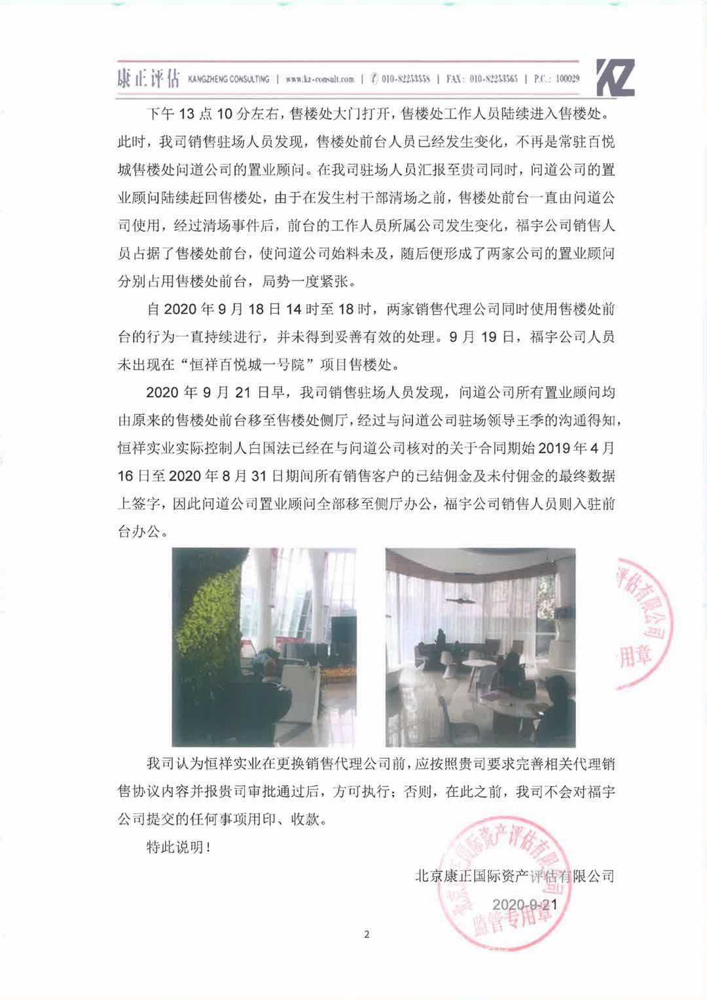 康正评估 KANGZHENG CONSULTING | www.kz-consult.com | 010-82253558 | FAX: 010-82253565 | P.C.: 100029 KZ
下午 13 点 10 分左右，售楼处大门打开，售楼处工作人员陆续进入售楼处。
此时，我司销售驻场人员发现，售楼处前台人员已经发生变化，不再是常驻百悦
城售楼处问道公司的置业顾问。在我司驻场人员汇报至贵司同时，问道公司的置
业顾问陆续赶回售楼处，由于在发生村干部清场之前，售楼处前台一直由问道公
司使用，经过清场事件后，前台的工作人员所属公司发生变化，福宇公司销售人
员占据了售楼处前台，使问道公司始料未及，随后便形成了两家公司的置业顾问
分别占用售楼处前台，局势一度紧张。
自 2020 年 9 月 18 日 14 时至 18 时，两家销售代理公司同时使用售楼处前
台的行为一直持续进行，并未得到妥善有效的处理。9 月 19 日，福宇公司人员
未出现在“恒祥百悦城一号院”项目售楼处。
2020 年 9 月 21 日早，我司销售驻场人员发现，问道公司所有置业顾问均
由原来的售楼处前台移至售楼处侧厅，经过与问道公司驻场领导王季的沟通得知，
恒祥实业实际控制人白国法已经在与问道公司核对的关于合同期始 2019 年 4 月
16 日至 2020 年 8 月 31 日期间所有销售客户的已结佣金及未付佣金的最终数据
上签字，因此问道公司置业顾问全部移至侧厅办公，福宇公司销售人员则入驻前
台办公。
评估有限公司
用章
我司认为恒祥实业在更换销售代理公司前，应按照贵司要求完善相关代理销
售协议内容并报贵司审批通过后，方可执行；否则，在此之前，我司不会对福宇
公司提交的任何事项用印、收款。
特此说明！
北京康正国际资产评估有限公司
2020-9-21
北京康正国际资产评估有限公司
监管专用章
2